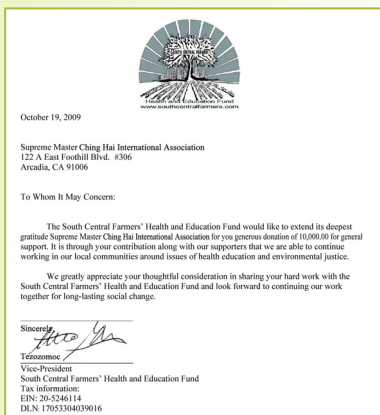 SOUTH CENTRAL FARMERS
Health and Education Fund
www.southcentralfarmers.com
October 19, 2009
Supreme Master Ching Hai International Association
122 A East Foothill Blvd. #306
Arcadia, CA 91006
To Whom It May Concern:
The South Central Farmers' Health and Education Fund would like to extend its deepest
gratitude Supreme Master Ching Hai International Association for you generous donation of 10,000.00 for general
support. It is through your contribution along with our supporters that we are able to continue
working in our local communities around issues of health education and environmental justice.
We greatly appreciate your thoughtful consideration in sharing your hard work with the
South Central Farmers' Health and Education Fund and look forward to continuing our work
together for long-lasting social change.
Sincerely,
Tezozomoc
Vice-President
South Central Farmers' Health and Education Fund
Tax information:
EIN: 20-5246114
DLN: 17053304039016